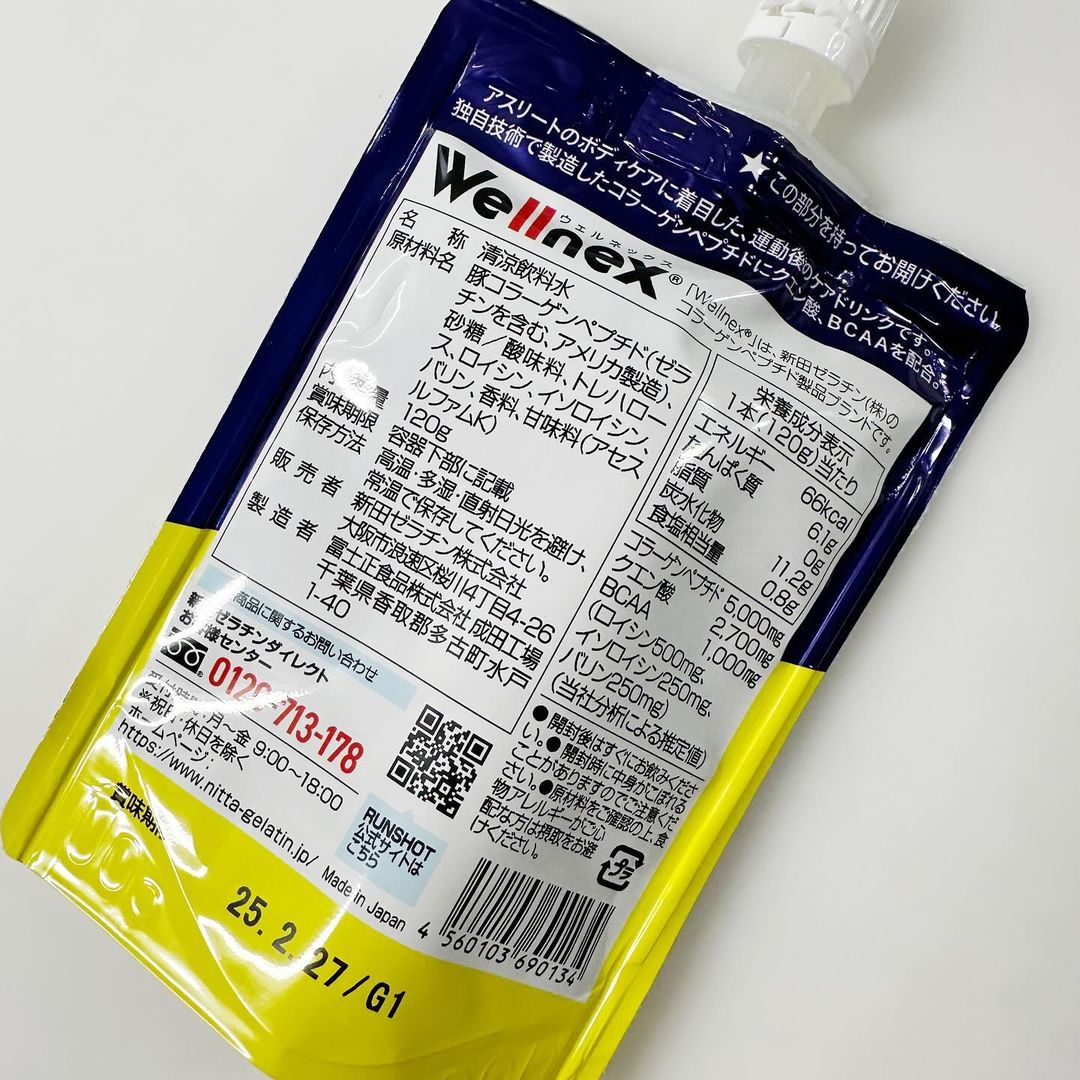 ★この部分を持ってお開けください。
アスリートのボディケアに着目した、運動後のケアドリンクです。
独自技術で製造したコラーゲンペプチドにクエン酸、BCAAを配合。
Wellnex®
ウェルネックス
「Wellnex®」は、新田ゼラチン(株)の
コラーゲンペプチド製品ブランドです。
名称 清涼飲料水
原材料名 豚コラーゲンペプチド(ゼラ
チンを含む、アメリカ製造)、
砂糖/酸味料、トレハロー
ス、ロイシン、イソロイシン、
バリン、香料、甘味料(アセス
ルファムK)
内容量 120g
賞味期限 容器下部に記載
保存方法 高温・多湿・直射日光を避け、
常温で保存してください。
販売者 新田ゼラチン株式会社
大阪市浪速区桜川4丁目4-26
製造者 富士正食品株式会社 成田工場
千葉県香取郡多古町水戸
1-40
栄養成分表示
1本(120g)当たり
エネルギー 66kcal
たんぱく質 6.1g
脂質 0g
炭水化物 11.2g
食塩相当量 0.8g
コラーゲンペプチド 5,000mg
クエン酸 2,700mg
BCAA 1,000mg
(ロイシン500mg、
イソロイシン250mg、
バリン250mg)
(当社分析による推定値)
●開封後はすぐにお飲みくださ
い。●開封時に中身がこぼれる
ことがありますのでご注意くだ
さい。●原材料をご確認の上、食
物アレルギーがござい
配な方は摂取をお避
けください。
商品に関するお問い合わせ
ゼラチンダイレクト
お客様センター
0120-713-178
受付時間 月～金 9:00～18:00
※祝日・休日を除く
ホームページ:
https://www.nitta-gelatin.jp/
RUNSHOT
公式サイトは
こちら
プラ
Made in Japan
4 560103 690134
賞味期
25.2.27/G1